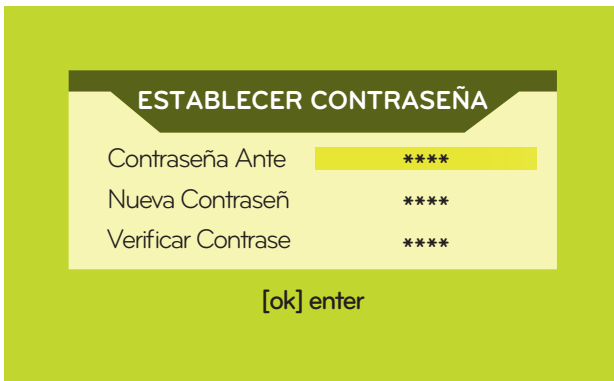 ESTABLECER CONTRASEÑA
Contraseña Ante ****
Nueva Contraseñ ****
Verificar Contrase ****
[ok] enter